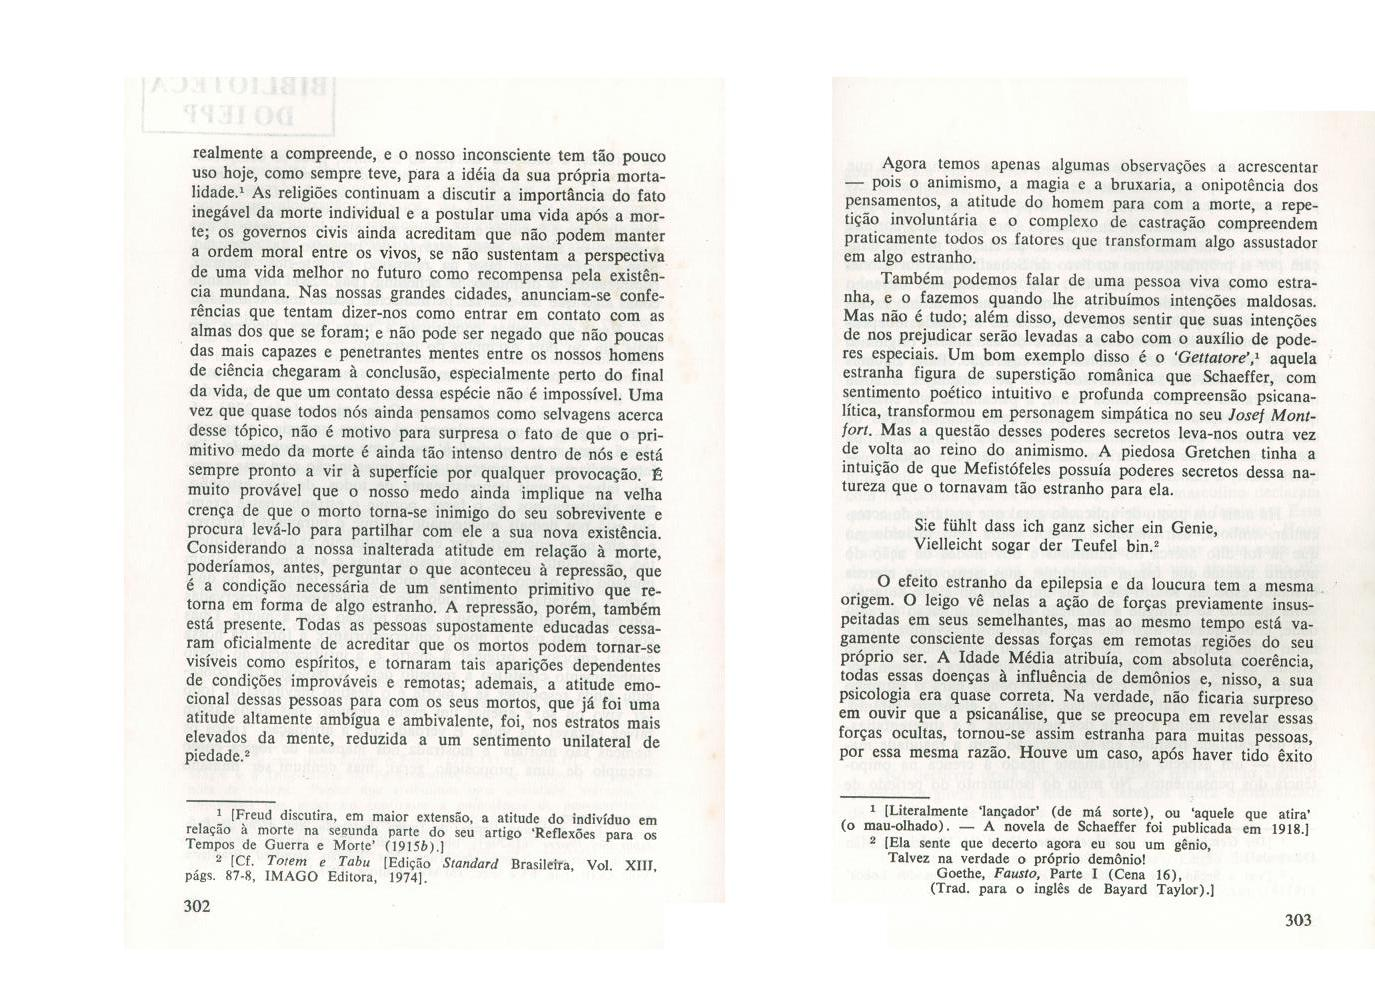 BIBLIOTECA
DO IEPP
realmente a compreende, e o nosso inconsciente tem tão pouco
uso hoje, como sempre teve, para a idéia da sua própria morta-
lidade.¹ As religiões continuam a discutir a importância do fato
inegável da morte individual e a postular uma vida após a mor-
te; os governos civis ainda acreditam que não podem manter
a ordem moral entre os vivos, se não sustentam a perspectiva
de uma vida melhor no futuro como recompensa pela existên-
cia mundana. Nas nossas grandes cidades, anunciam-se confe-
rências que tentam dizer-nos como entrar em contato com as
almas dos que se foram; e não pode ser negado que não poucas
das mais capazes e penetrantes mentes entre os nossos homens
de ciência chegaram à conclusão, especialmente perto do final
da vida, de que um contato dessa espécie não é impossível. Uma
vez que quase todos nós ainda pensamos como selvagens acerca
desse tópico, não é motivo para surpresa o fato de que o pri-
mitivo medo da morte é ainda tão intenso dentro de nós e está
sempre pronto a vir à superfície por qualquer provocação. É
muito provável que o nosso medo ainda implique na velha
crença de que o morto torna-se inimigo do seu sobrevivente e
procura levá-lo para partilhar com ele a sua nova existência.
Considerando a nossa inalterada atitude em relação à morte,
poderíamos, antes, perguntar o que aconteceu à repressão, que
é a condição necessária de um sentimento primitivo que re-
torna em forma de algo estranho. A repressão, porém, também
está presente. Todas as pessoas supostamente educadas cessa-
ram oficialmente de acreditar que os mortos podem tornar-se
visíveis como espíritos, e tornaram tais aparições dependentes
de condições improváveis e remotas; ademais, a atitude emo-
cional dessas pessoas para com os seus mortos, que já foi uma
atitude altamente ambígua e ambivalente, foi, nos estratos mais
elevados da mente, reduzida a um sentimento unilateral de
piedade.²
¹ [Freud discutira, em maior extensão, a atitude do indivíduo em
relação à morte na segunda parte do seu artigo 'Reflexões para os
Tempos de Guerra e Morte' (1915b).]
² [Cf. Totem e Tabu [Edição Standard Brasileira, Vol. XIII,
págs. 87-8, IMAGO Editora, 1974].
302
Agora temos apenas algumas observações a acrescentar
— pois o animismo, a magia e a bruxaria, a onipotência dos
pensamentos, a atitude do homem para com a morte, a repe-
tição involuntária e o complexo de castração compreendem
praticamente todos os fatores que transformam algo assustador
em algo estranho.
Também podemos falar de uma pessoa viva como estra-
nha, e o fazemos quando lhe atribuímos intenções maldosas.
Mas não é tudo; além disso, devemos sentir que suas intenções
de nos prejudicar serão levadas a cabo com o auxílio de pode-
res especiais. Um bom exemplo disso é o 'Gettatore',¹ aquela
estranha figura de superstição românica que Schaeffer, com
sentimento poético intuitivo e profunda compreensão psicana-
lítica, transformou em personagem simpática no seu Josef Mont-
fort. Mas a questão desses poderes secretos leva-nos outra vez
de volta ao reino do animismo. A piedosa Gretchen tinha a
intuição de que Mefistófeles possuía poderes secretos dessa na-
tureza que o tornavam tão estranho para ela.
Sie fühlt dass ich ganz sicher ein Genie,
Vielleicht sogar der Teufel bin.²
O efeito estranho da epilepsia e da loucura tem a mesma
origem. O leigo vê nelas a ação de forças previamente insus-
peitadas em seus semelhantes, mas ao mesmo tempo está va-
gamente consciente dessas forças em remotas regiões do seu
próprio ser. A Idade Média atribuía, com absoluta coerência,
todas essas doenças à influência de demônios e, nisso, a sua
psicologia era quase correta. Na verdade, não ficaria surpreso
em ouvir que a psicanálise, que se preocupa em revelar essas
forças ocultas, tornou-se assim estranha para muitas pessoas,
por essa mesma razão. Houve um caso, após haver tido êxito
¹ [Literalmente 'lançador' (de má sorte), ou 'aquele que atira'
(o mau-olhado). — A novela de Schaeffer foi publicada em 1918.]
² [Ela sente que decerto agora eu sou um gênio,
Talvez na verdade o próprio demônio!
Goethe, Fausto, Parte I (Cena 16),
(Trad. para o inglês de Bayard Taylor).]
303